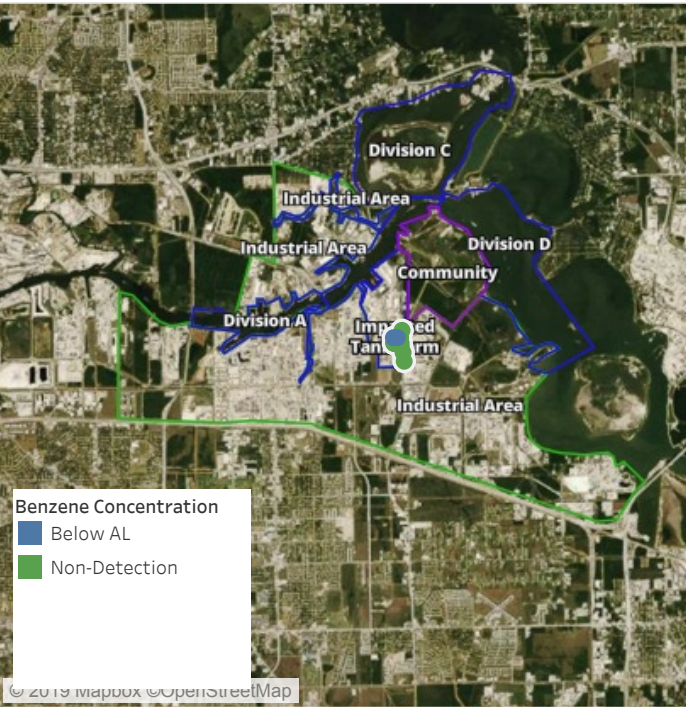 Division C
Industrial Area
Division D
Industrial Area
Community
Division A
Industrial Area
Benzene Concentration
Below AL
Non-Detection
© 2019 Mapbox ©OpenStreetMap